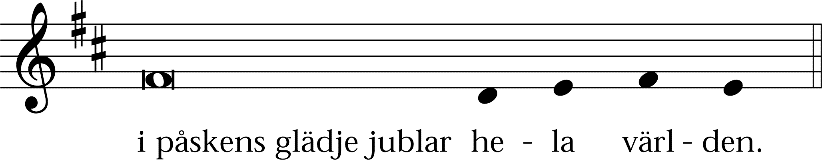 i påskens glädje jublar he - la värl - den.